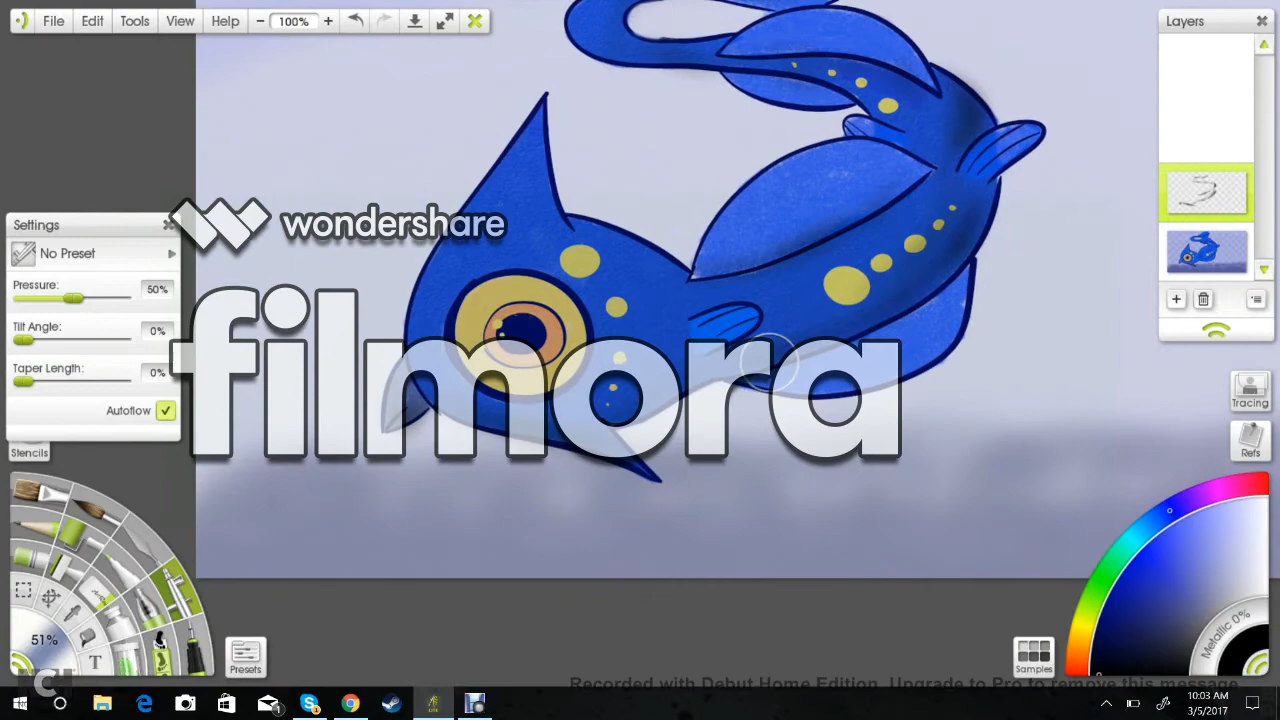 File Edit Tools View Help 100%
Layers
wondershare
filmora
Settings
No Preset
Pressure: 50%
Tilt Angle: 0%
Taper Length: 0%
Autoflow
Stencils
Tracing
Refs
51%
T
Presets
Samples
Metallic 0%
NCH
Recorded with Debut Home Edition. Upgrade to Pro to remove this message.
10:03 AM
3/5/2017